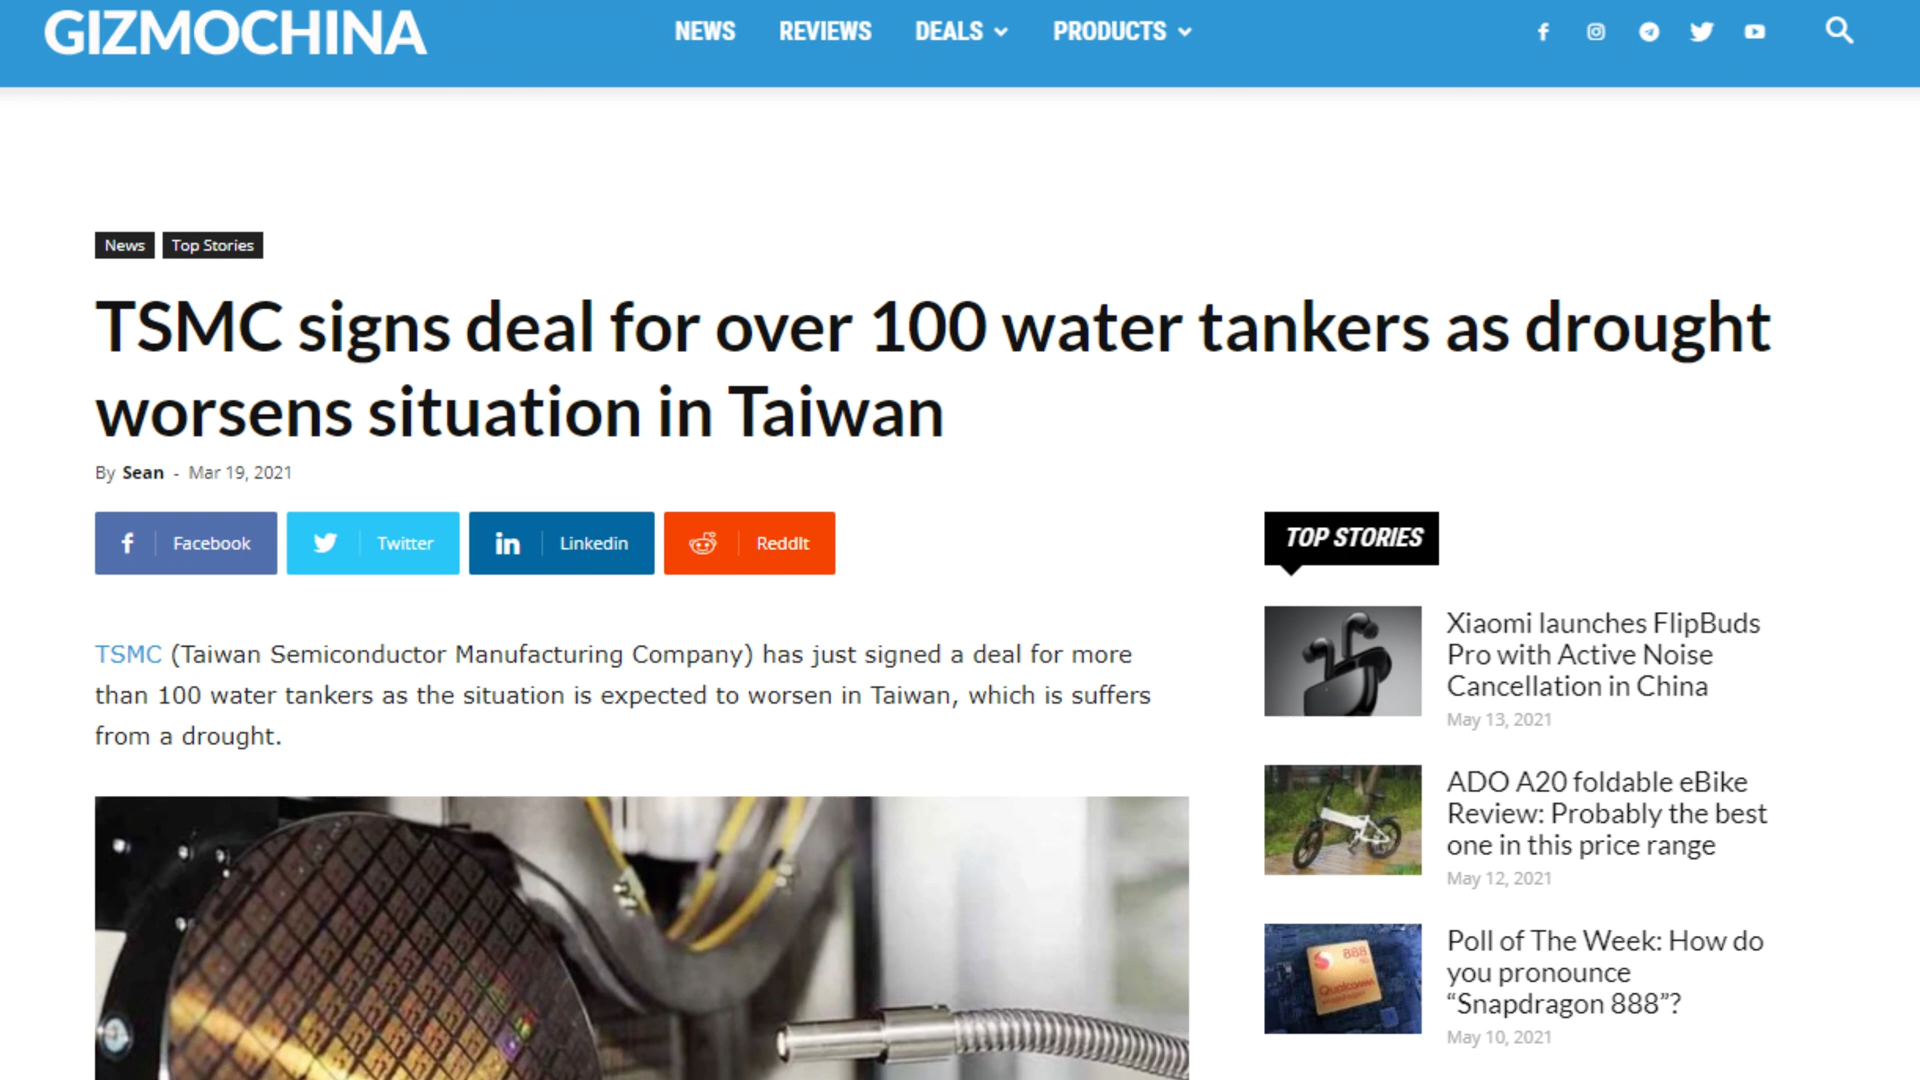 GIZMOCHINA
NEWS REVIEWS DEALS PRODUCTS
News Top Stories
TSMC signs deal for over 100 water tankers as drought
worsens situation in Taiwan
By Sean - Mar 19, 2021
Facebook Twitter Linkedin ReddIt
TSMC (Taiwan Semiconductor Manufacturing Company) has just signed a deal for more
than 100 water tankers as the situation is expected to worsen in Taiwan, which is suffers
from a drought.
TOP STORIES
Xiaomi launches FlipBuds
Pro with Active Noise
Cancellation in China
May 13, 2021
ADO A20 foldable eBike
Review: Probably the best
one in this price range
May 12, 2021
888
Qualcomm
Poll of The Week: How do
you pronounce
“Snapdragon 888”?
May 10, 2021